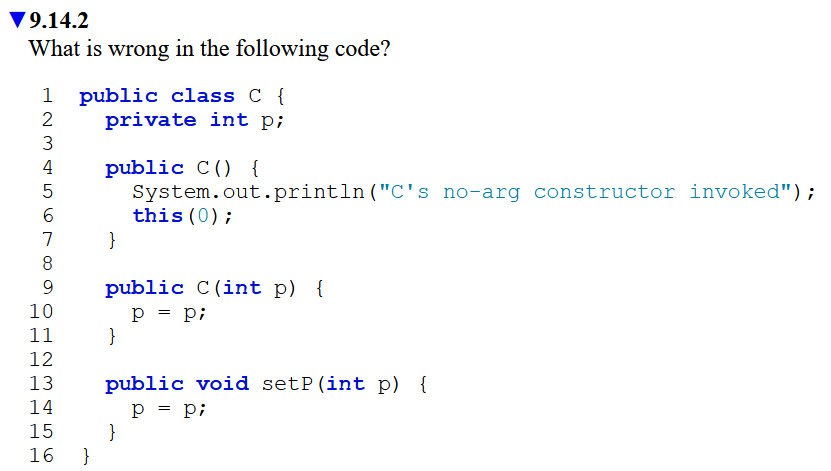 ▼9.14.2
What is wrong in the following code?
1 public class C {
2   private int p;
3
4   public C() {
5     System.out.println("C's no-arg constructor invoked");
6     this(0);
7   }
8
9   public C(int p) {
10     p = p;
11   }
12
13   public void setP(int p) {
14     p = p;
15   }
16 }